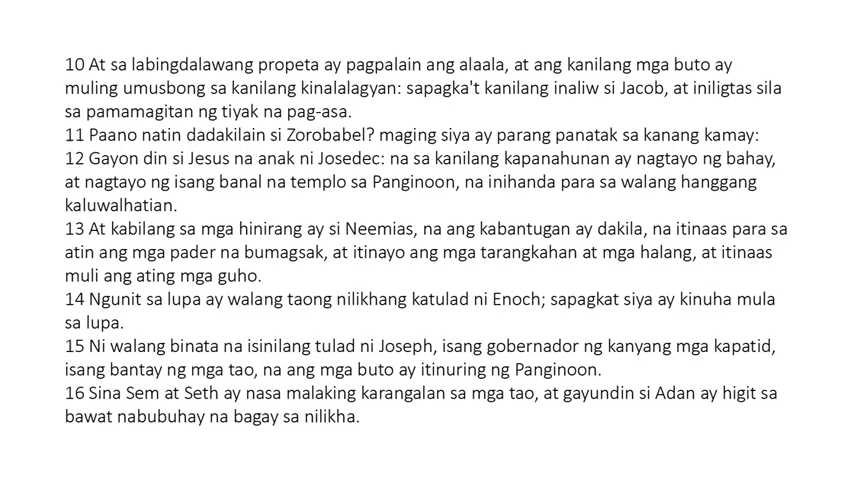 10 At sa labingdalawang propeta ay pagpalain ang alaala, at ang kanilang mga buto ay
muling umusbong sa kanilang kinalalagyan: sapagka't kanilang inaliw si Jacob, at iniligtas sila
sa pamamagitan ng tiyak na pag-asa.
11 Paano natin dadakilain si Zorobabel? maging siya ay parang panatak sa kanang kamay:
12 Gayon din si Jesus na anak ni Josedec: na sa kanilang kapanahunan ay nagtayo ng bahay,
at nagtayo ng isang banal na templo sa Panginoon, na inihanda para sa walang hanggang
kaluwalhatian.
13 At kabilang sa mga hinirang ay si Neemias, na ang kabantugan ay dakila, na itinaas para sa
atin ang mga pader na bumagsak, at itinayo ang mga tarangkahan at mga halang, at itinaas
muli ang ating mga guho.
14 Ngunit sa lupa ay walang taong nilikhang katulad ni Enoch; sapagkat siya ay kinuha mula
sa lupa.
15 Ni walang binata na isinilang tulad ni Joseph, isang gobernador ng kanyang mga kapatid,
isang bantay ng mga tao, na ang mga buto ay itinuring ng Panginoon.
16 Sina Sem at Seth ay nasa malaking karangalan sa mga tao, at gayundin si Adan ay higit sa
bawat nabubuhay na bagay sa nilikha.